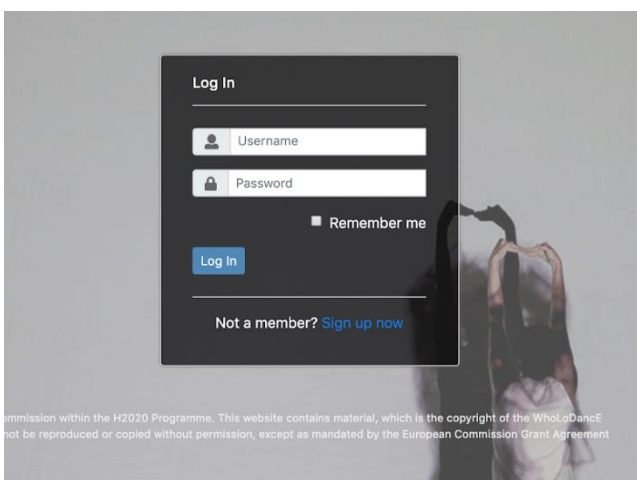 Log In
Username
Password
Remember me
Log In
Not a member? Sign up now
ommission within the H2020 Programme. This website contains material, which is the copyright of the WhoLoDancE
not be reproduced or copied without permission, except as mandated by the European Commission Grant Agreement